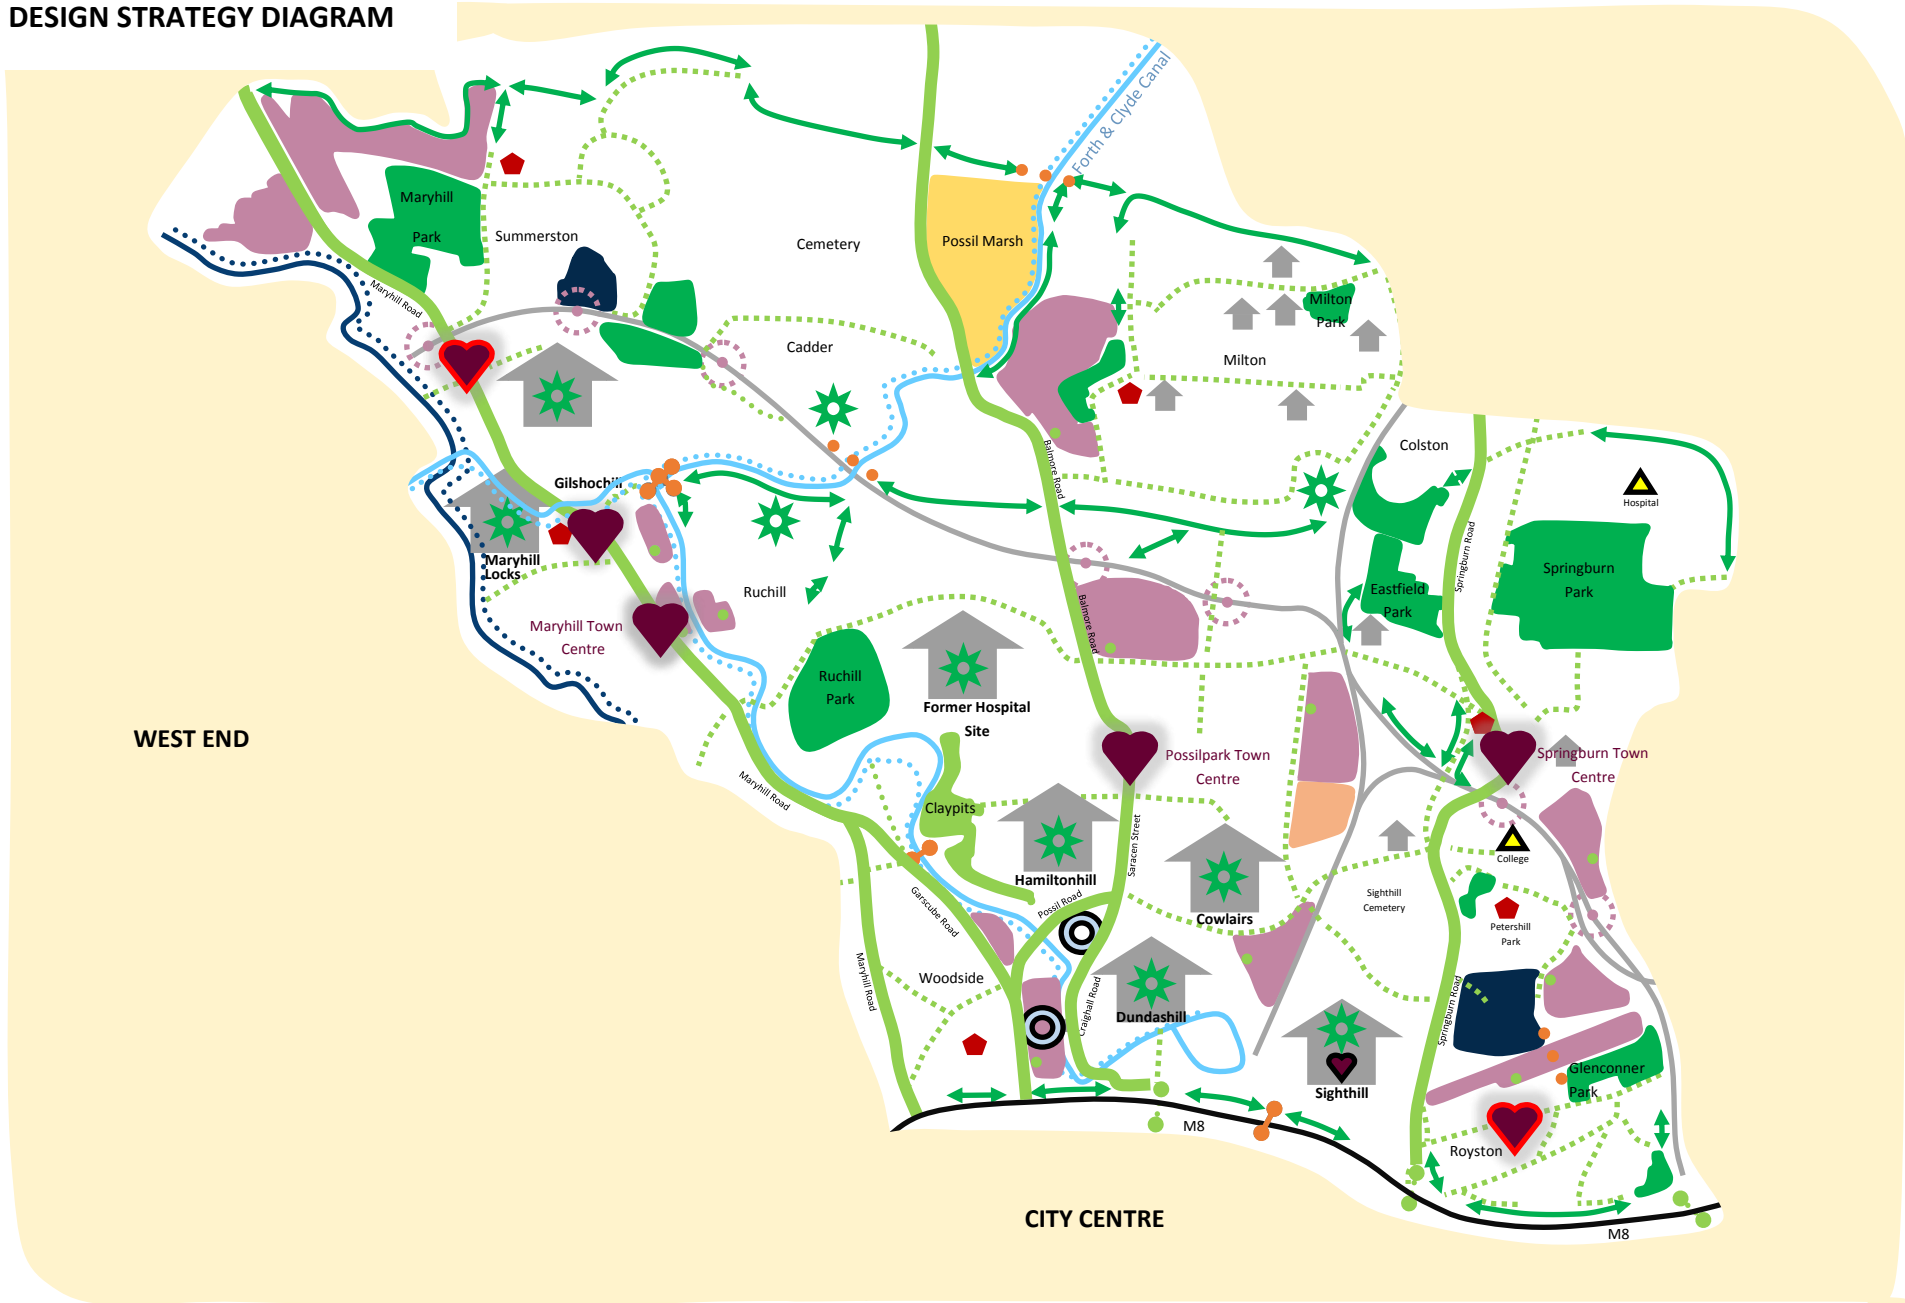 DESIGN STRATEGY DIAGRAM
Forth & Clyde Canal
Maryhill
Park
Summerston
Cemetery
Possil Marsh
Maryhill Road
Cadder
Milton
Park
Milton
Colston
Balmore Road
Gilshochill
Hospital
Maryhill
Locks
Springburn Road
Springburn
Park
Eastfield
Park
Ruchill
Balmore Road
Maryhill Town
Centre
Ruchill
Park
Former Hospital
Site
WEST END
Possilpark Town
Centre
Springburn Town
Centre
Maryhill Road
Claypits
Saracen Street
College
Hamiltonhill
Garscube Road
Possil Road
Cowlairs
Sighthill
Cemetery
Petershill
Park
Woodside
Maryhill Road
Craighall Road
Dundashill
Springburn Road
Sighthill
Glenconner
Park
M8
Royston
CITY CENTRE
M8